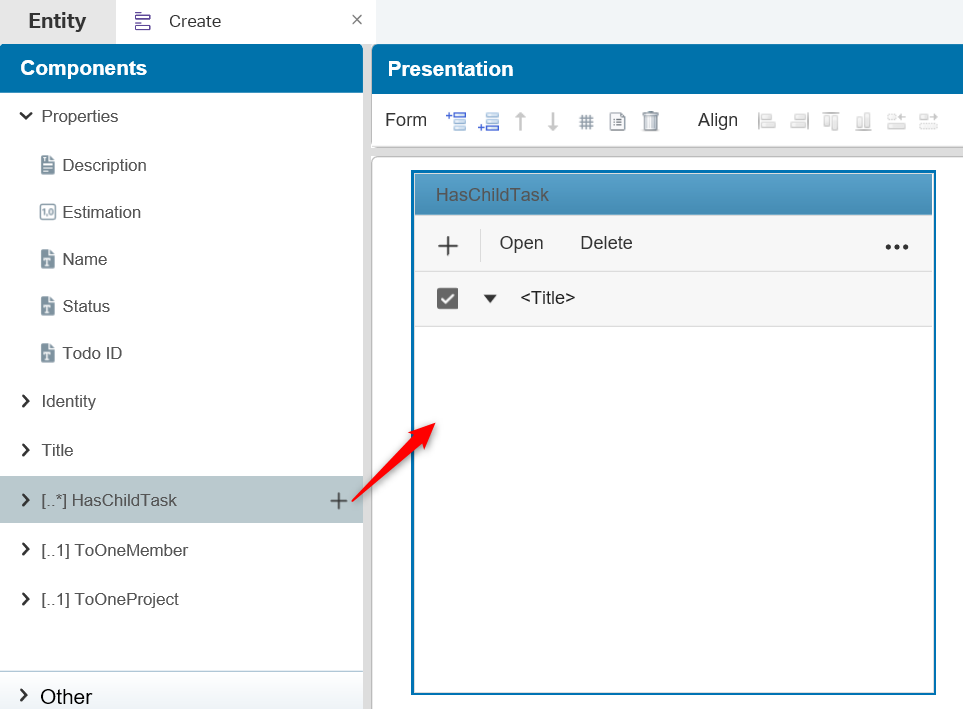 Entity
Create
Components
Properties
Description
1,0 Estimation
T Name
T Status
T Todo ID
Identity
Title
[..*] HasChildTask
[..1] ToOneMember
[..1] ToOneProject
Other
Presentation
Form
Align
HasChildTask
Open Delete
<Title>